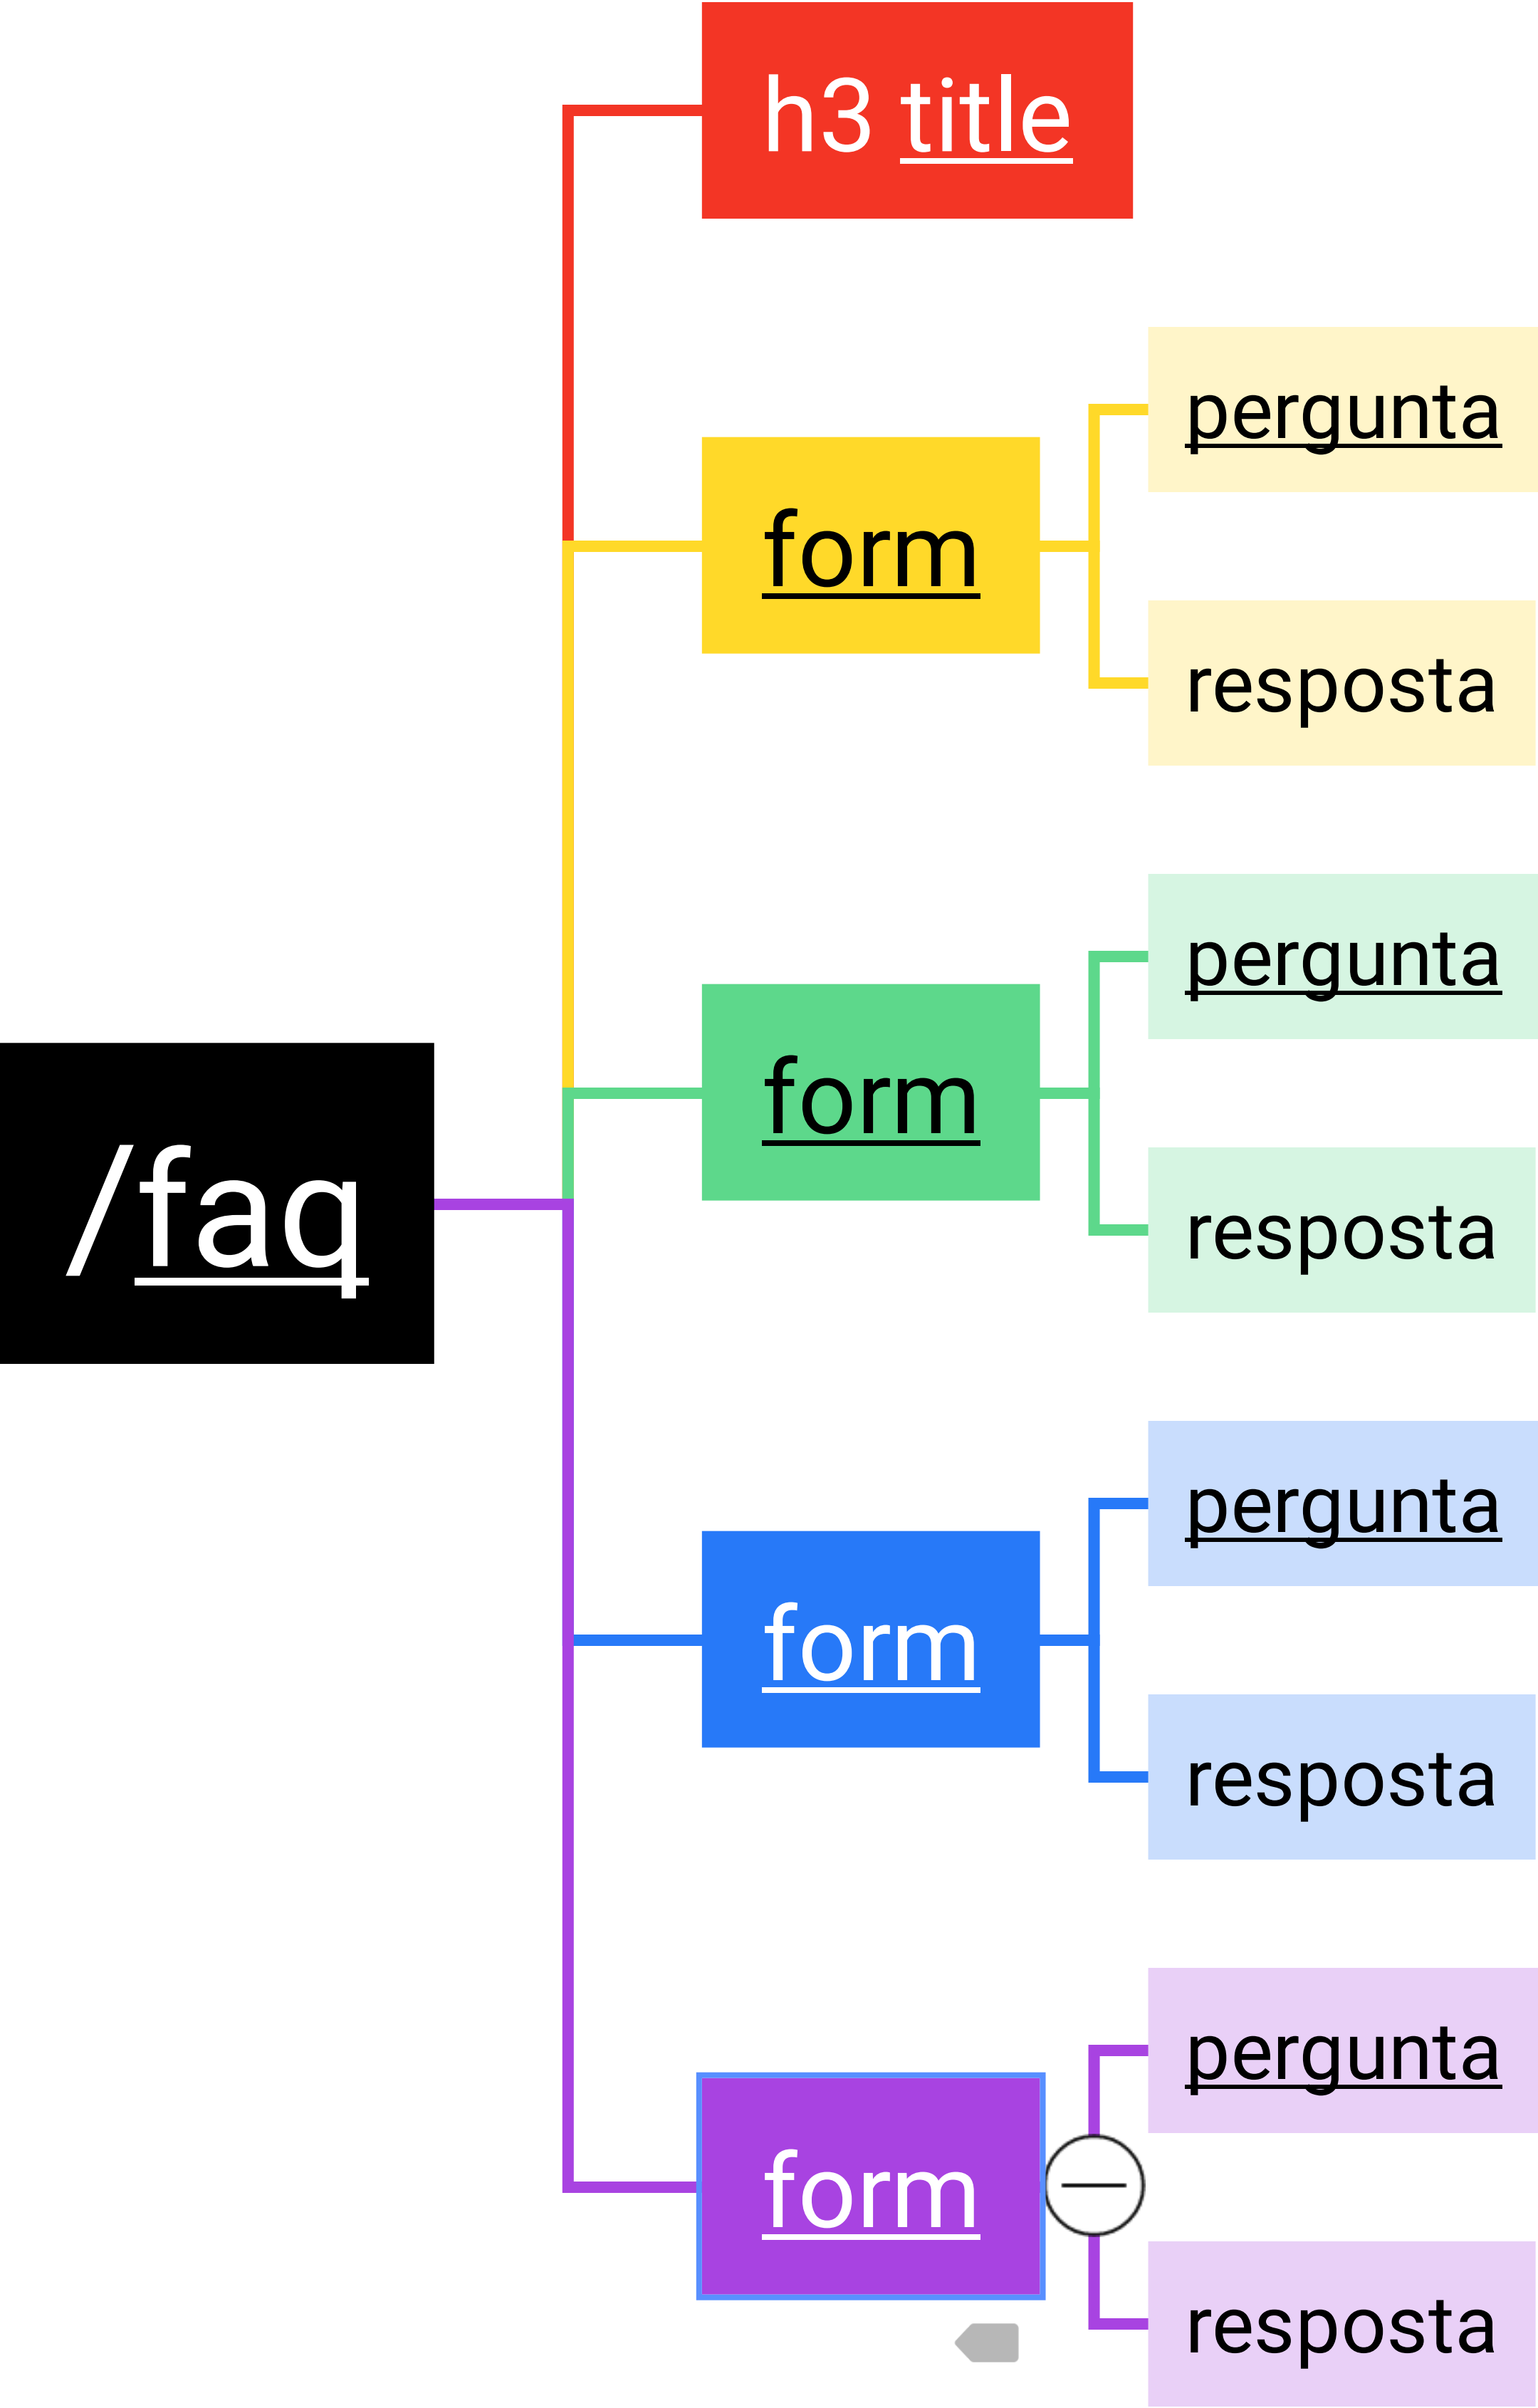 h3 title
pergunta
form
resposta
pergunta
form
/faq
resposta
pergunta
form
resposta
pergunta
form
resposta